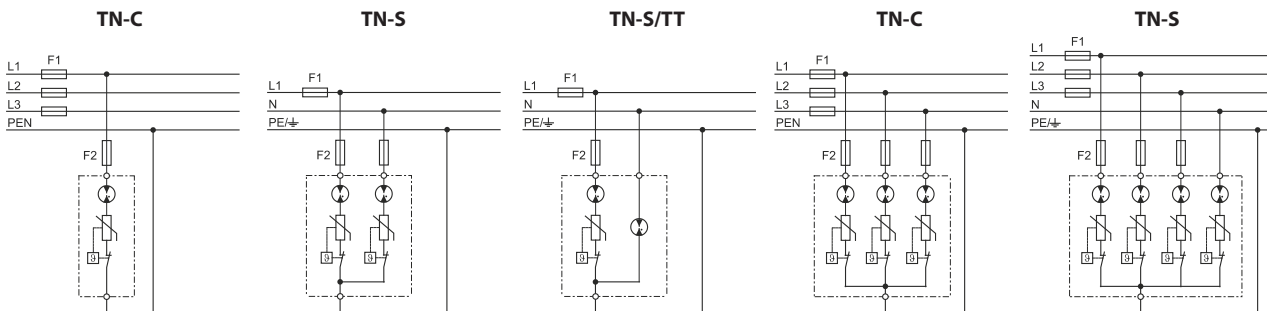 TN-C
L1 F1
L2
L3
PEN
F2
ϑ
TN-S
L1 F1
N
PE/⏚
F2
ϑ ϑ
TN-S/TT
L1 F1
N
PE/⏚
F2
ϑ
TN-C
L1 F1
L2
L3
PEN
F2
ϑ ϑ ϑ
TN-S
L1 F1
L2
L3
N
PE/⏚
F2
ϑ ϑ ϑ ϑ